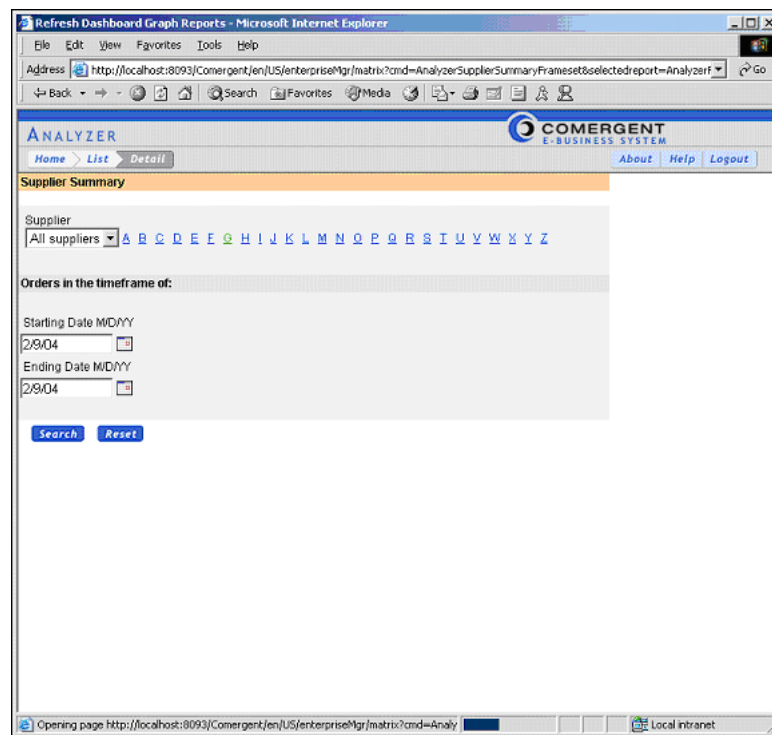 Refresh Dashboard Graph Reports - Microsoft Internet Explorer
File Edit View Favorites Tools Help
Address http://localhost:8093/Comergent/en/US/enterpriseMgr/matrix?cmd=AnalyzerSupplierSummaryFrameset&selectedreport=AnalyzerF Go
Back Search Favorites Media
ANALYZER COMERGENT
E-BUSINESS SYSTEM
Home List Detail About Help Logout
Supplier Summary
Supplier
All suppliers A B C D E F G H I J K L M N O P Q R S T U V W X Y Z
Orders in the timeframe of:
Starting Date M/D/YY
2/9/04
Ending Date M/D/YY
2/9/04
Search Reset
Opening page http://localhost:8093/Comergent/en/US/enterpriseMgr/matrix?cmd=Analy Local intranet